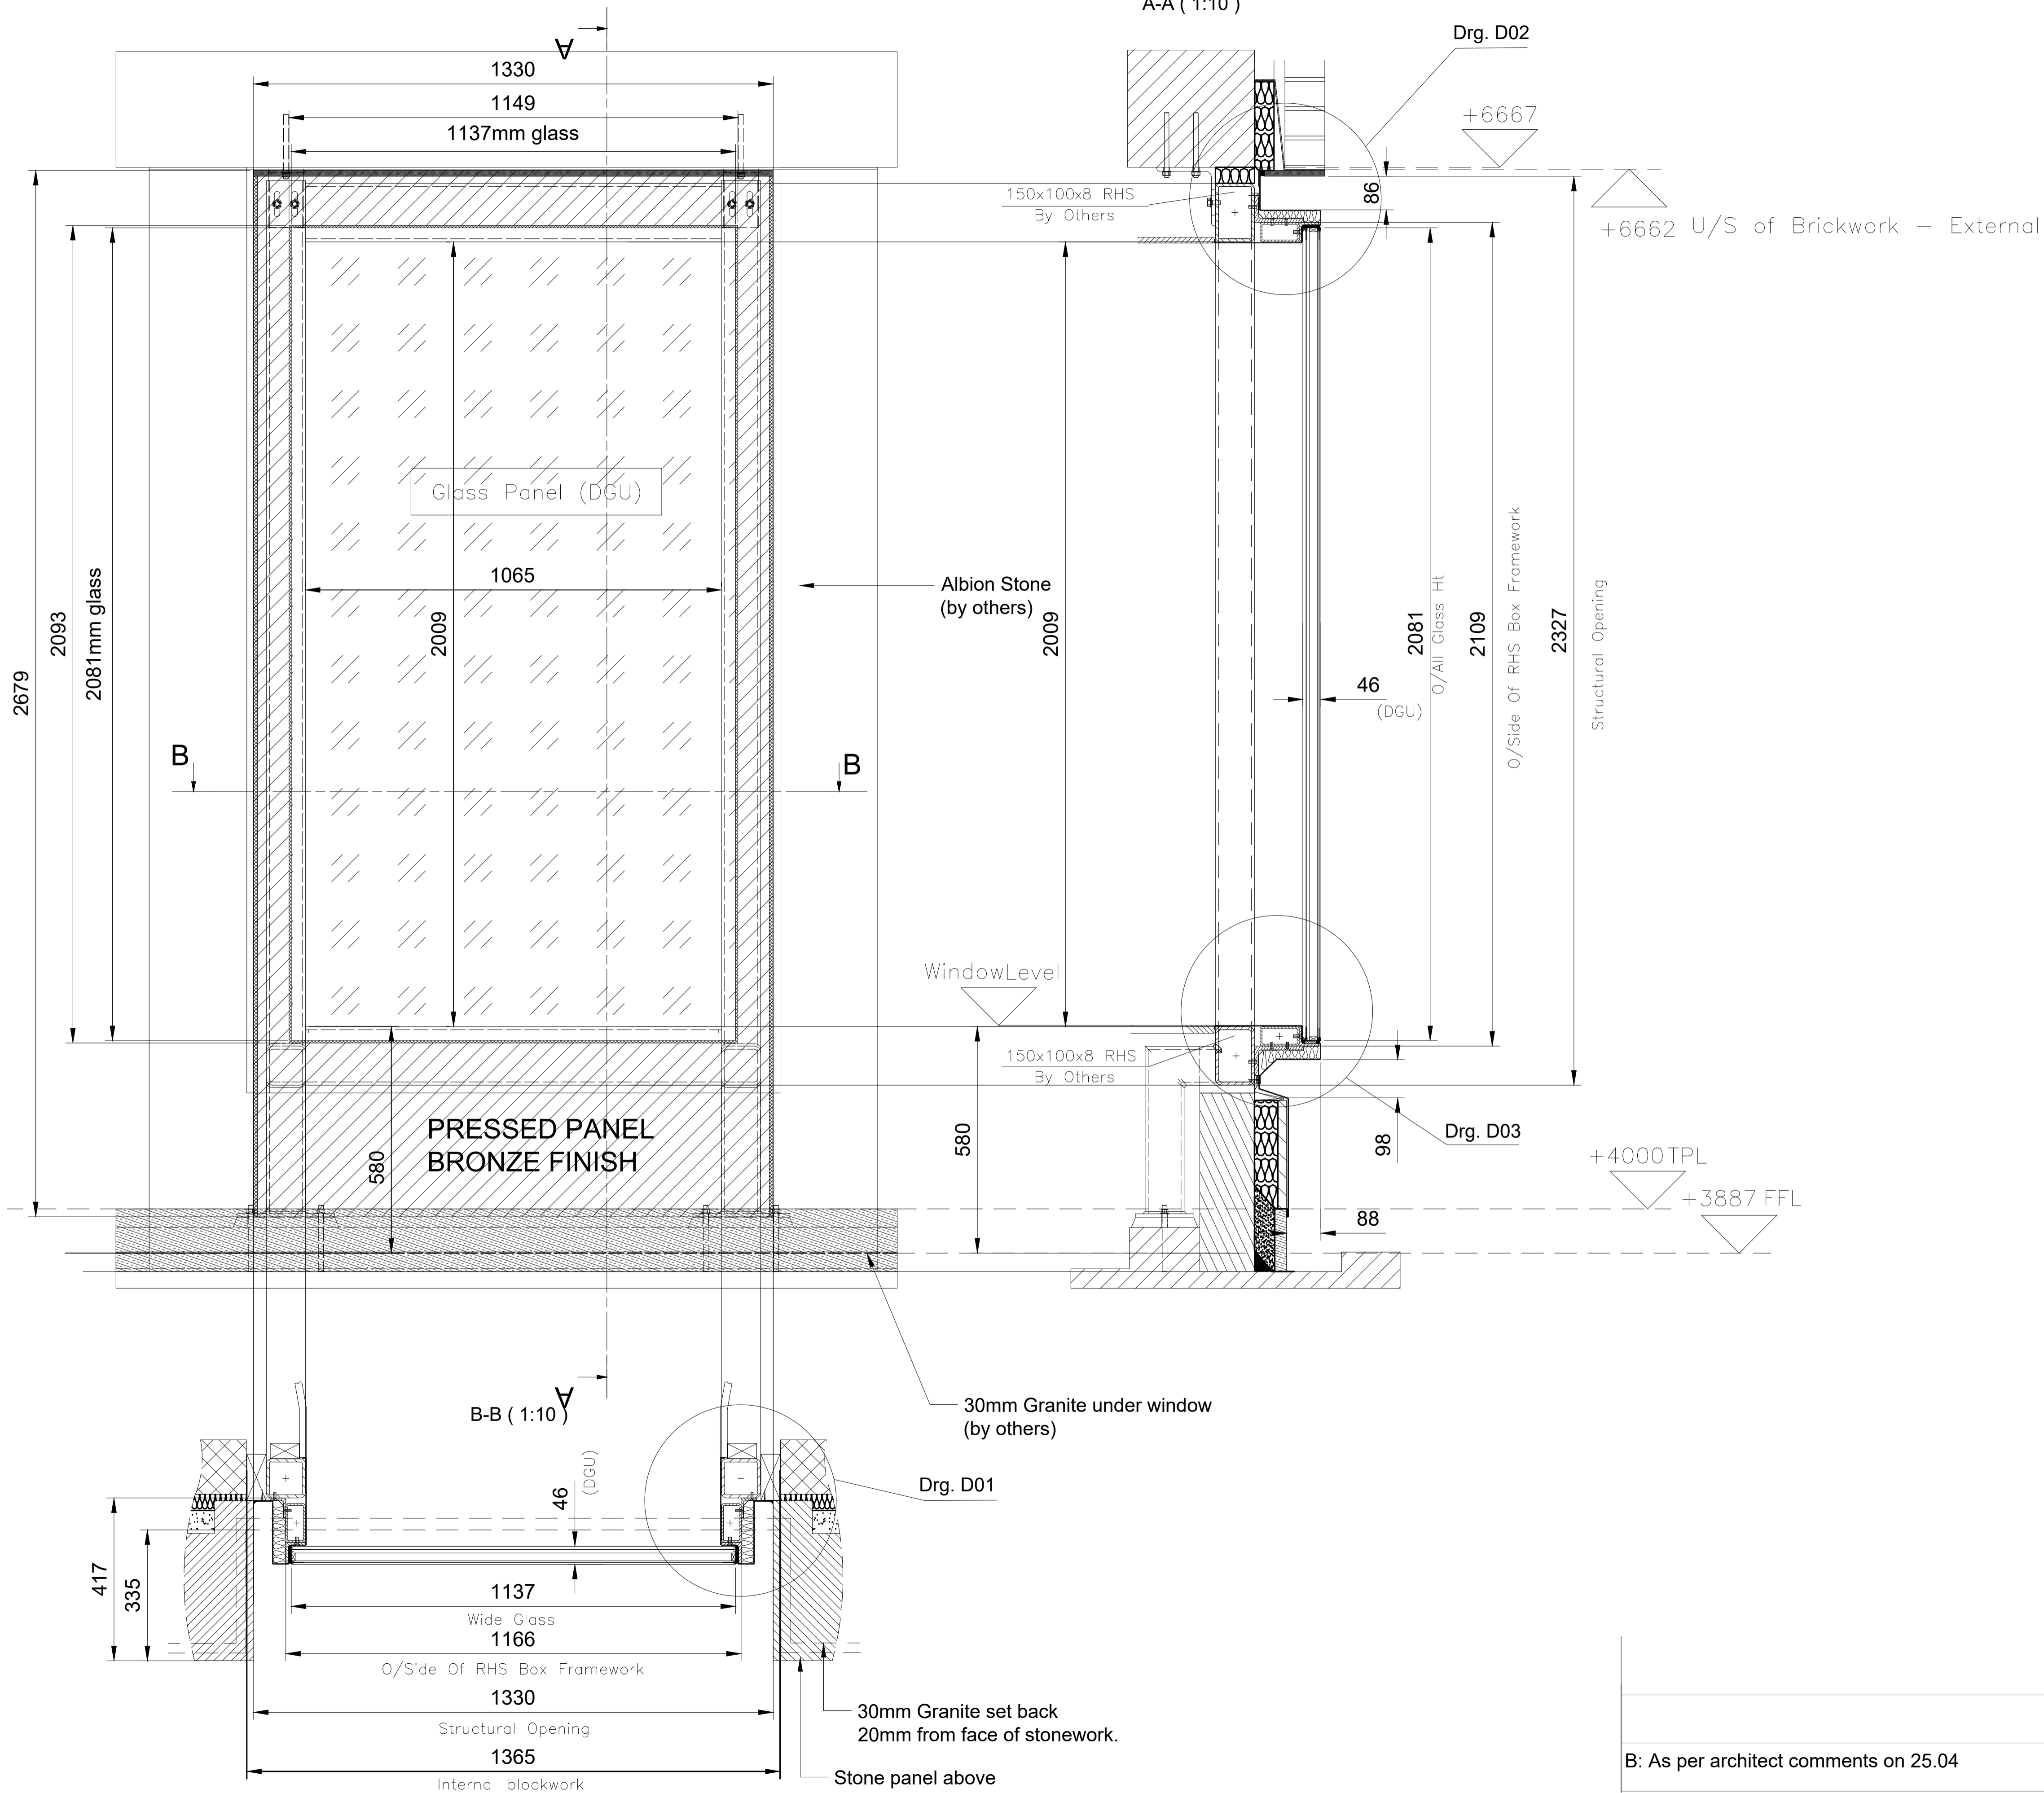 A-A ( 1:10 )
Drg. D02
A
1330
1149
1137mm glass
+6667
150x100x8 RHS
By Others
86
+6662 U/S of Brickwork – External
Glass Panel (DGU)
1065
2009
2679
2093
2081mm glass
Albion Stone
(by others)
2009
2081
O/All Glass Ht
2109
O/Side Of RHS Box Framework
2327
Structural Opening
46
(DGU)
B
B
WindowLevel
150x100x8 RHS
By Others
PRESSED PANEL
BRONZE FINISH
580
580
98
Drg. D03
+4000TPL
+3887 FFL
88
A
B-B ( 1:10 )
30mm Granite under window
(by others)
46
(DGU)
Drg. D01
417
335
1137
Wide Glass
1166
O/Side Of RHS Box Framework
1330
Structural Opening
1365
Internal blockwork
30mm Granite set back
20mm from face of stonework.
Stone panel above
B: As per architect comments on 25.04